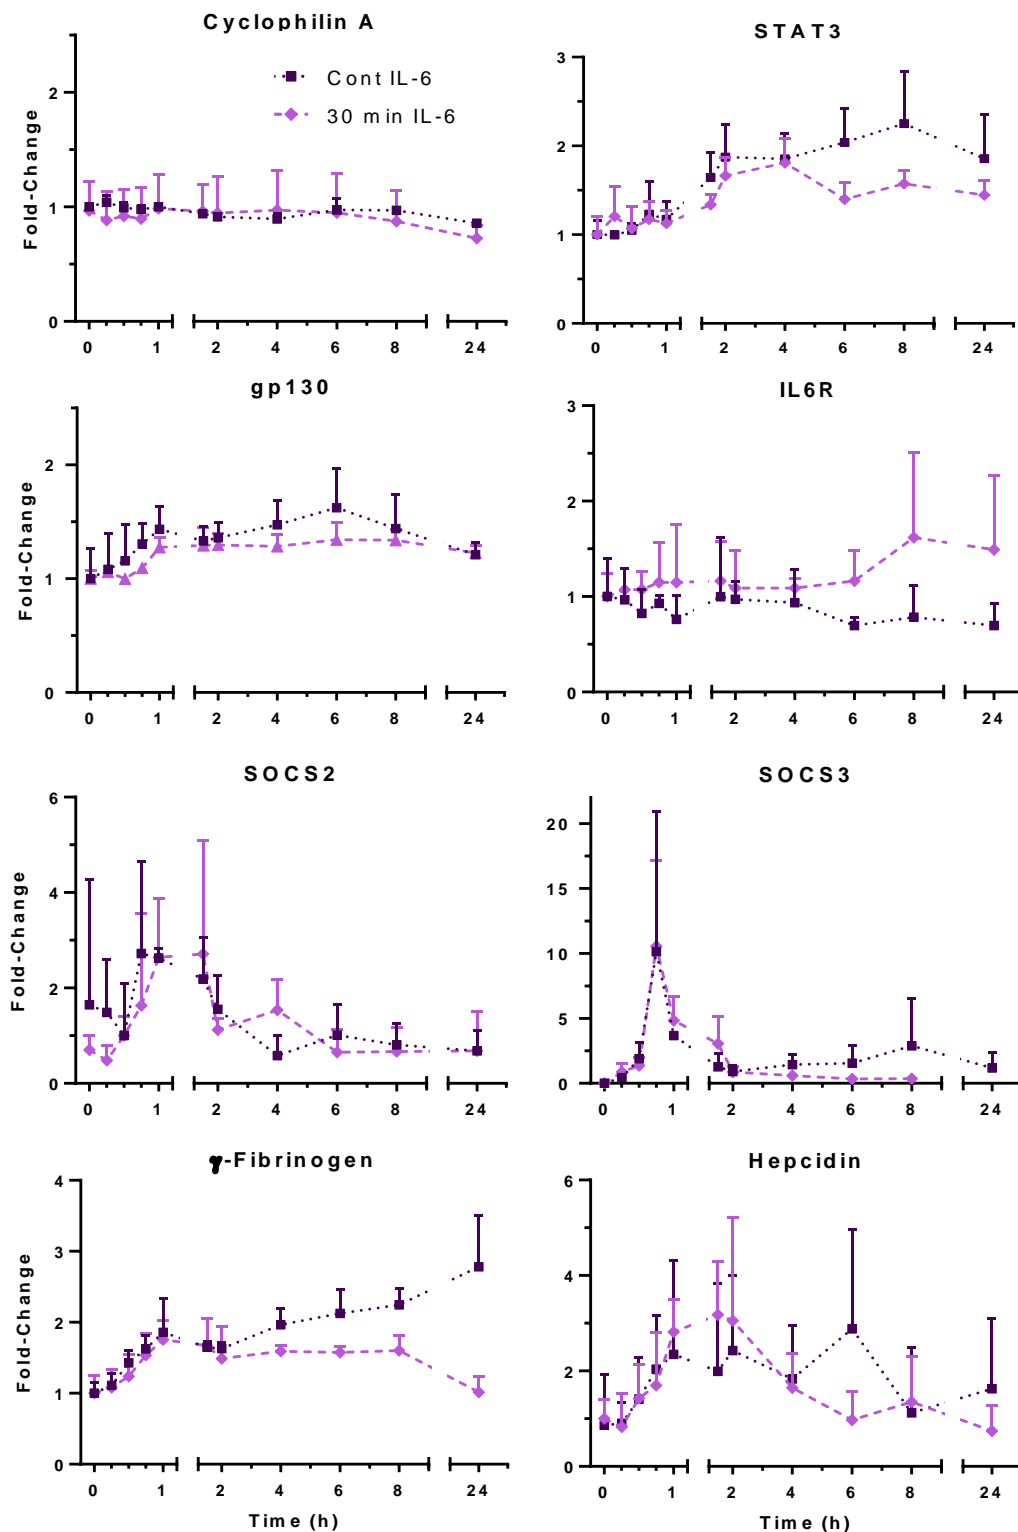 Cyclophilin A
Cont IL-6
30 min IL-6
Fold-Change
2
1
0
0 1 2 4 6 8 24
STAT3
3
2
1
0
0 1 2 4 6 8 24
gp130
Fold-Change
2
1
0
0 1 2 4 6 8 24
IL6R
3
2
1
0
0 1 2 4 6 8 24
SOCS2
Fold-Change
6
4
2
0
0 1 2 4 6 8 24
SOCS3
20
15
10
5
0
0 1 2 4 6 8 24
γ-Fibrinogen
Fold-Change
4
3
2
1
0
0 1 2 4 6 8 24
Time (h)
Hepcidin
6
4
2
0
0 1 2 4 6 8 24
Time (h)